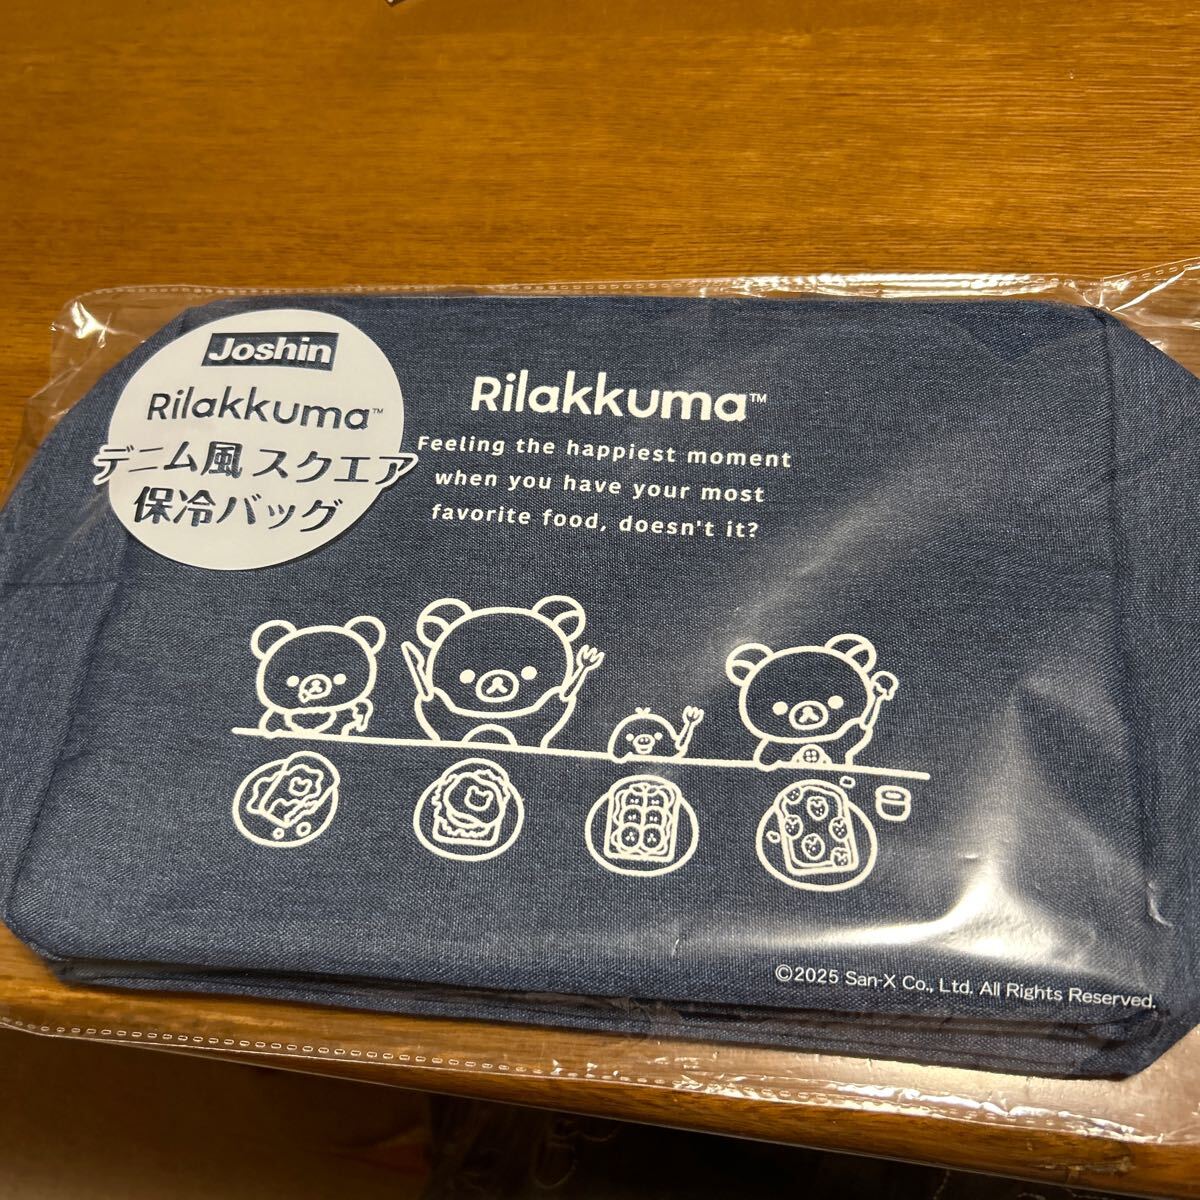 Joshin
Rilakkuma™
デニム風 スクエア
保冷バッグ
Rilakkuma™
Feeling the happiest moment
when you have your most
favorite food, doesn't it?
©2025 San-X Co., Ltd. All Rights Reserved.